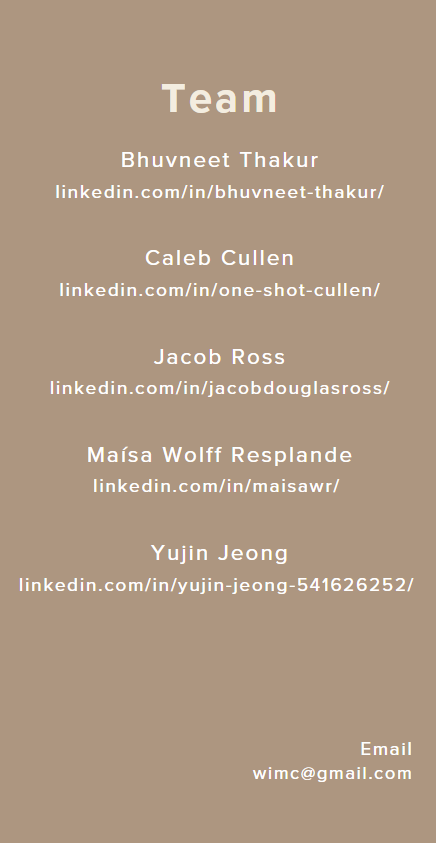 Team
Bhuvneet Thakur
linkedin.com/in/bhuvneet-thakur/
Caleb Cullen
linkedin.com/in/one-shot-cullen/
Jacob Ross
linkedin.com/in/jacobdouglasross/
Maísa Wolff Resplande
linkedin.com/in/maisawr/
Yujin Jeong
linkedin.com/in/yujin-jeong-541626252/
Email
wimc@gmail.com